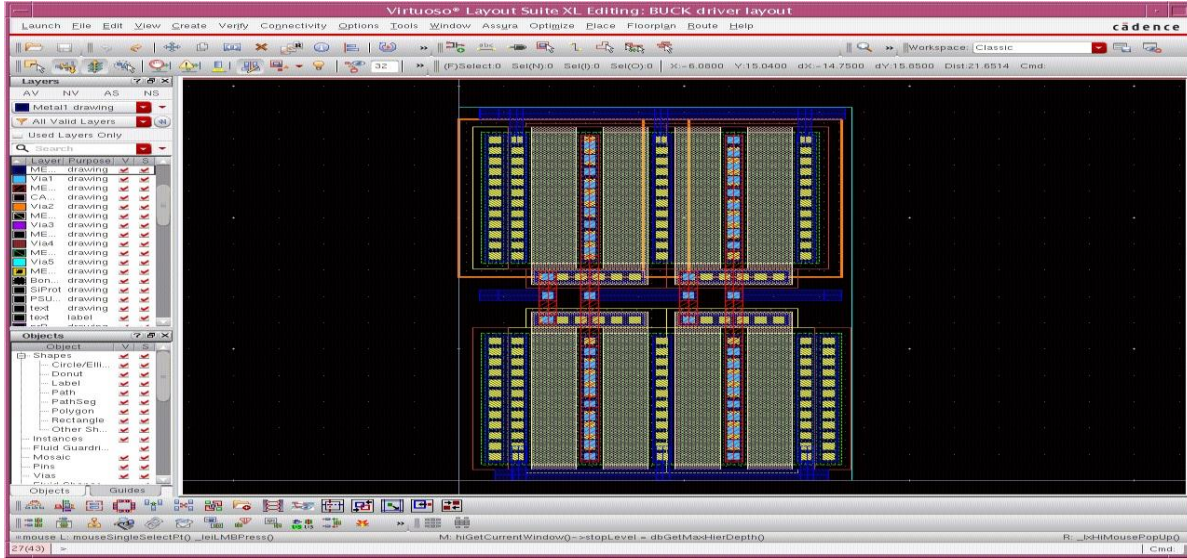 Virtuoso® Layout Suite XL Editing: BUCK driver layout
Launch File Edit View Create Verify Connectivity Options Tools Window Assura Optimize Place Floorplan Route Help
cādence
Workspace: Classic
32 (F)Select:0 Sel(N):0 Sel(I):0 Sel(O):0 X:-6.0800 Y:15.0400 dX:-14.7500 dY:15.8500 Dist:21.6514 Cmd:
Layers
AV NV AS NS
Metal1 drawing
All Valid Layers
Used Layers Only
Search
Layer Purpose V S
ME... drawing
Via1 drawing
ME... drawing
CA... drawing
Via2 drawing
ME... drawing
Via3 drawing
ME... drawing
Via4 drawing
ME... drawing
Via5 drawing
ME... drawing
Bon... drawing
SiProt drawing
PSU... drawing
text drawing
text label
Objects
Object V S
Shapes
Circle/Elli...
Donut
Label
Path
PathSeg
Polygon
Rectangle
Other Sh...
Instances
Fluid Guardri...
Mosaic
Pins
Vias
Objects Guides
mouse L: mouseSingleSelectPt() _leiLMBPress() M: hiGetCurrentWindow()->stopLevel = dbGetMaxHierDepth() R: _lxHiMousePopUp()
27(43) > Cmd: